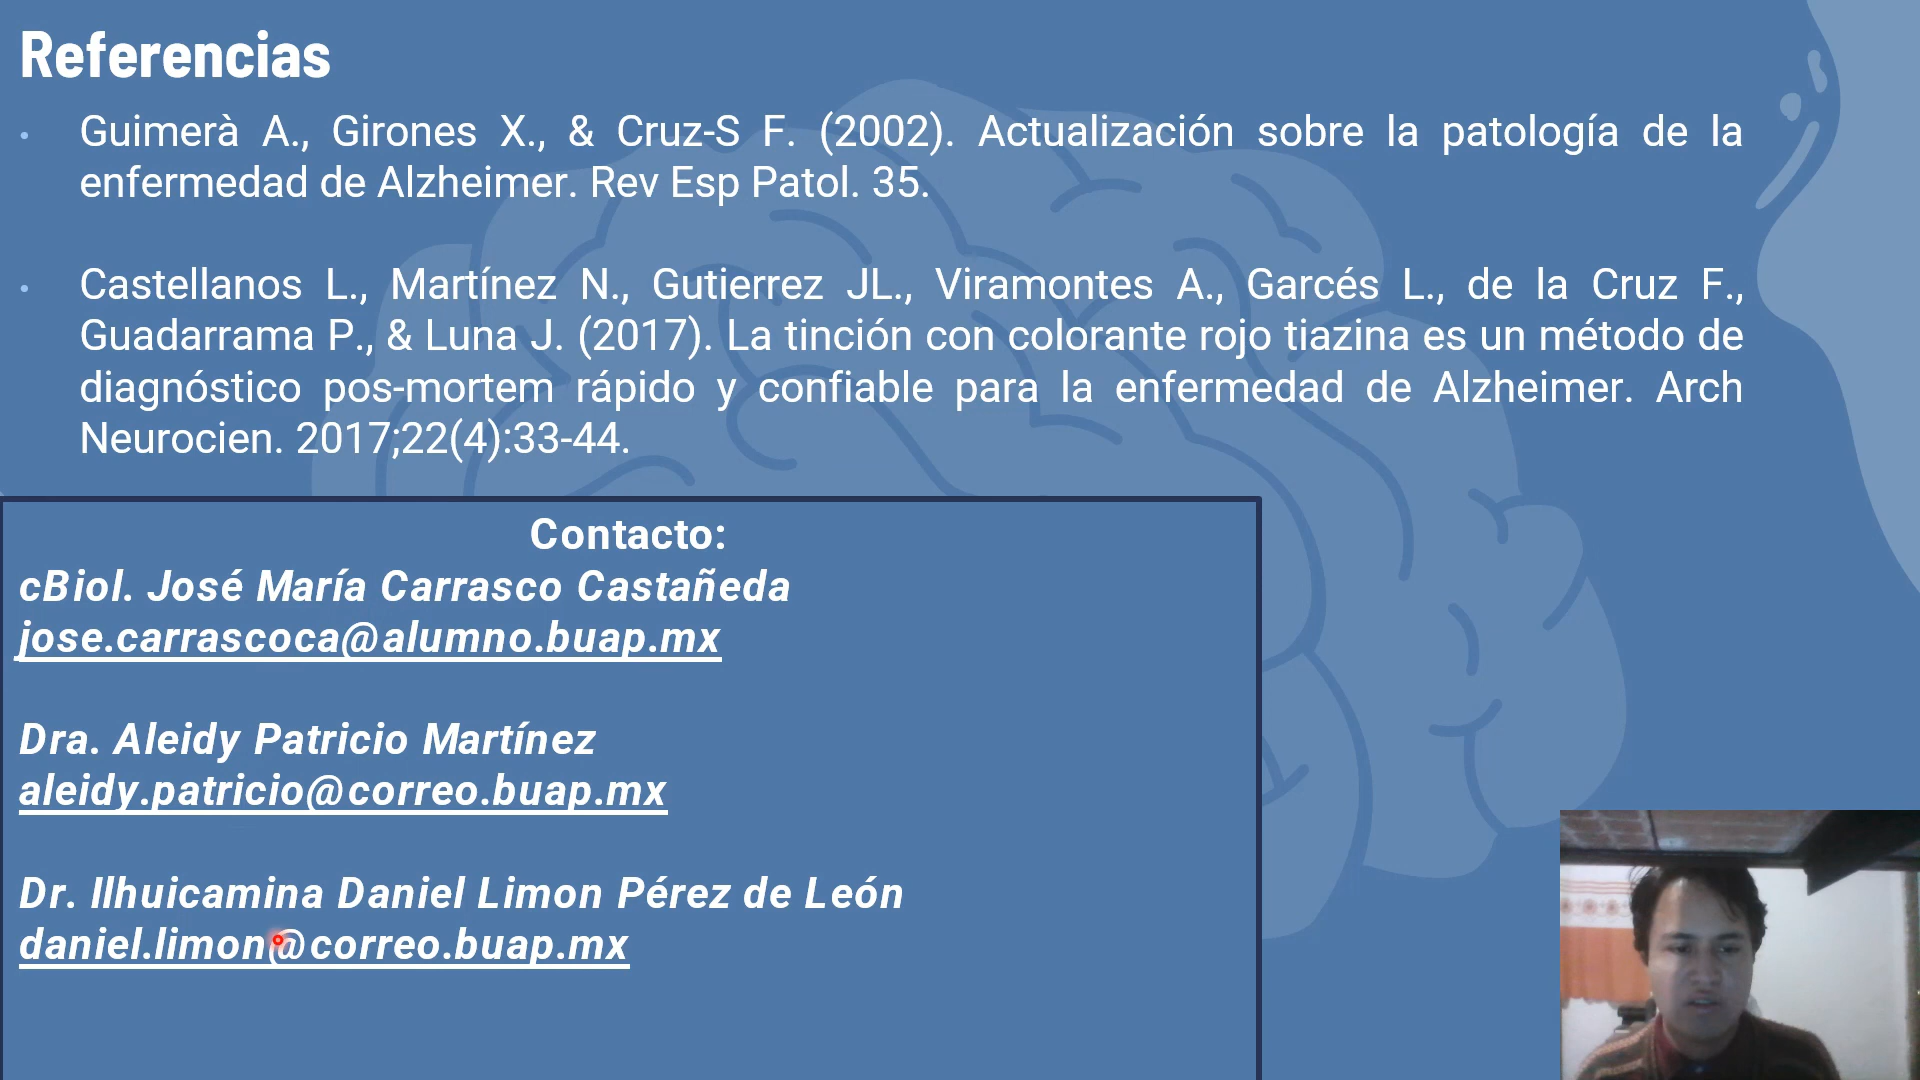 Referencias
• Guimerà A., Girones X., & Cruz-S F. (2002). Actualización sobre la patología de la
enfermedad de Alzheimer. Rev Esp Patol. 35.
• Castellanos L., Martínez N., Gutierrez JL., Viramontes A., Garcés L., de la Cruz F.,
Guadarrama P., & Luna J. (2017). La tinción con colorante rojo tiazina es un método de
diagnóstico pos-mortem rápido y confiable para la enfermedad de Alzheimer. Arch
Neurocien. 2017;22(4):33-44.
Contacto:
cBiol. José María Carrasco Castañeda
jose.carrascoca@alumno.buap.mx
Dra. Aleidy Patricio Martínez
aleidy.patricio@correo.buap.mx
Dr. Ilhuicamina Daniel Limon Pérez de León
daniel.limon@correo.buap.mx